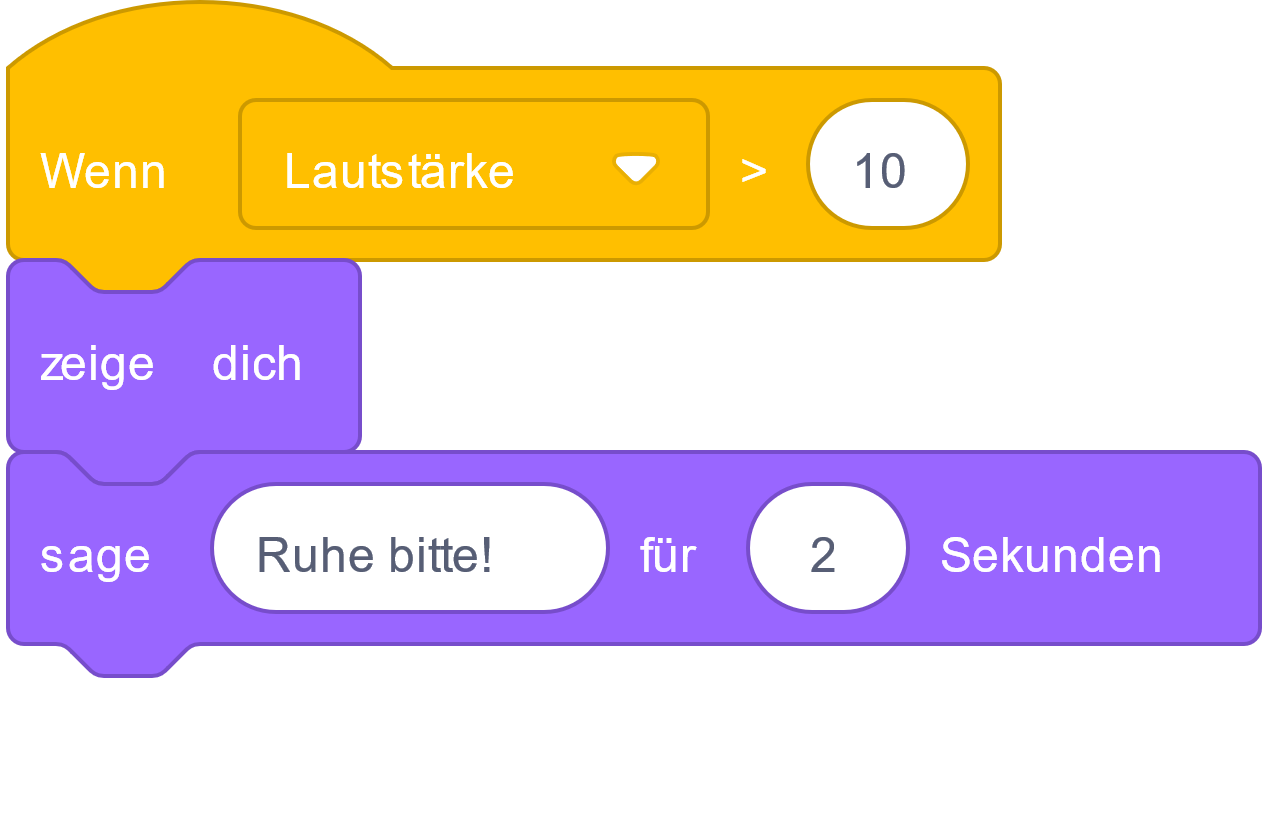 Wenn Lautstärke > 10
zeige dich
sage Ruhe bitte! für 2 Sekunden